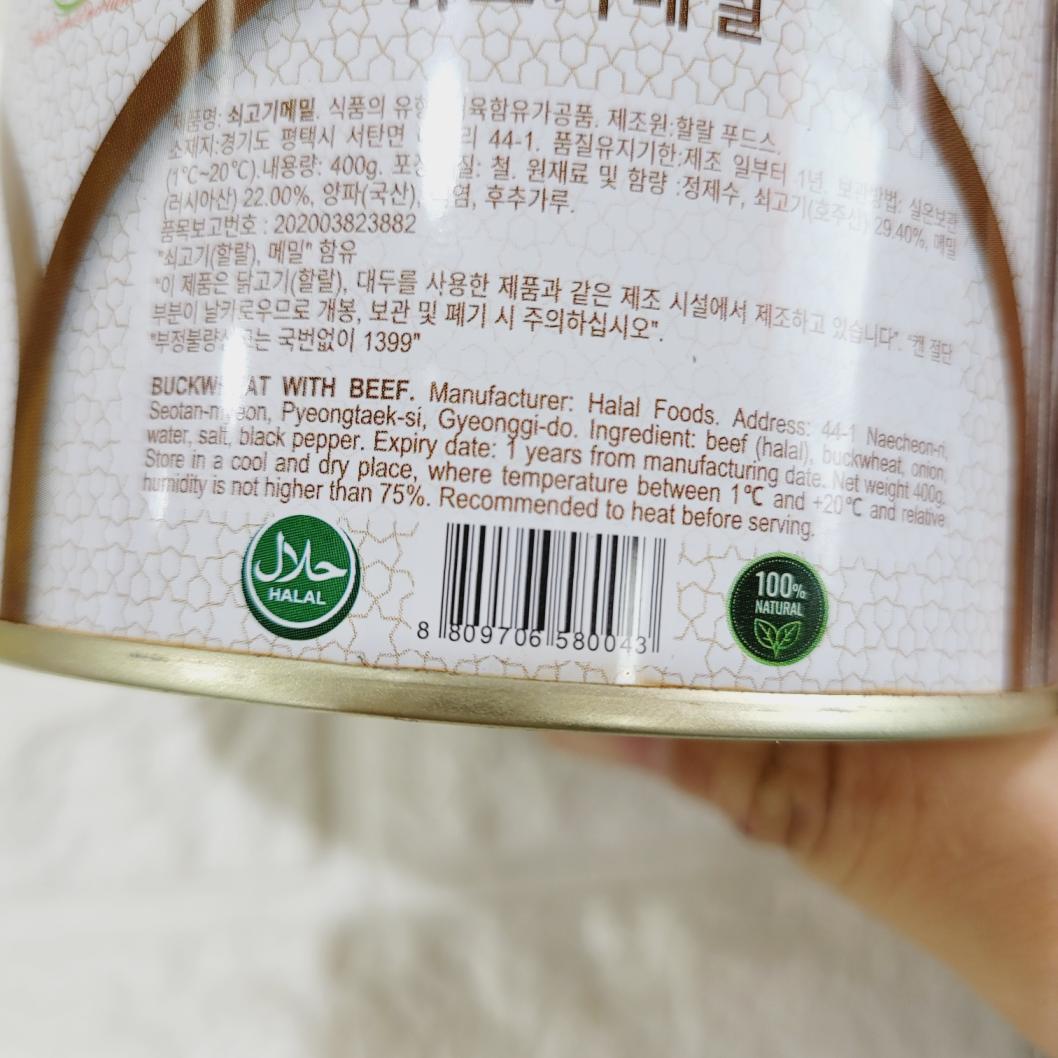 제품명: 쇠고기메밀. 식품의 유형 육함유가공품. 제조원:할랄 푸드스,
소재지:경기도 평택시 서탄면 리 44-1. 품질유지기한:제조 일부터 1년, 보관방법: 실온보관
(1℃~20℃).내용량: 400g. 포장 질: 철. 원재료 및 함량 :정제수, 쇠고기(호주산) 29.40%, 메밀
(러시아산) 22.00%, 양파(국산), 염, 후추가루.
품목보고번호 : 202003823882
"쇠고기(할랄), 메밀" 함유
"이 제품은 닭고기(할랄), 대두를 사용한 제품과 같은 제조 시설에서 제조하고 있습니다". "캔 절단
부분이 날카로우므로 개봉, 보관 및 폐기 시 주의하십시오".
"부정불량 는 국번없이 1399"
BUCKWHEAT WITH BEEF. Manufacturer: Halal Foods. Address: 44-1 Naecheon-ri,
Seotan-myeon, Pyeongtaek-si, Gyeonggi-do. Ingredient: beef (halal), buckwheat, onion,
water, salt, black pepper. Expiry date: 1 years from manufacturing date. Net weight 400g.
Store in a cool and dry place, where temperature between 1℃ and +20℃ and relative
humidity is not higher than 75%. Recommended to heat before serving.
حلال
HALAL
8 809706 580043
100%
NATURAL